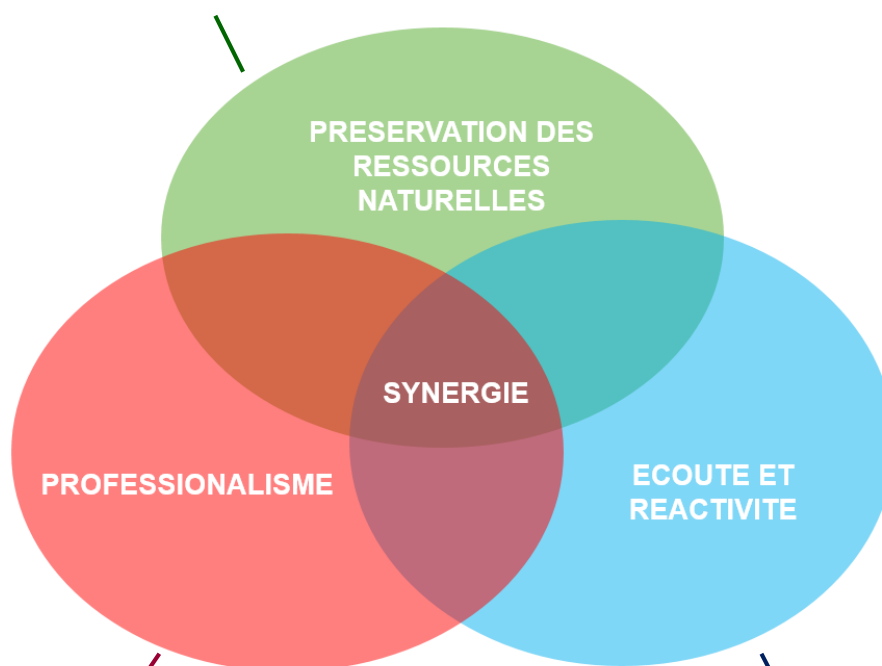 PRESERVATION DES
RESSOURCES
NATURELLES
SYNERGIE
PROFESSIONALISME
ECOUTE ET
REACTIVITE